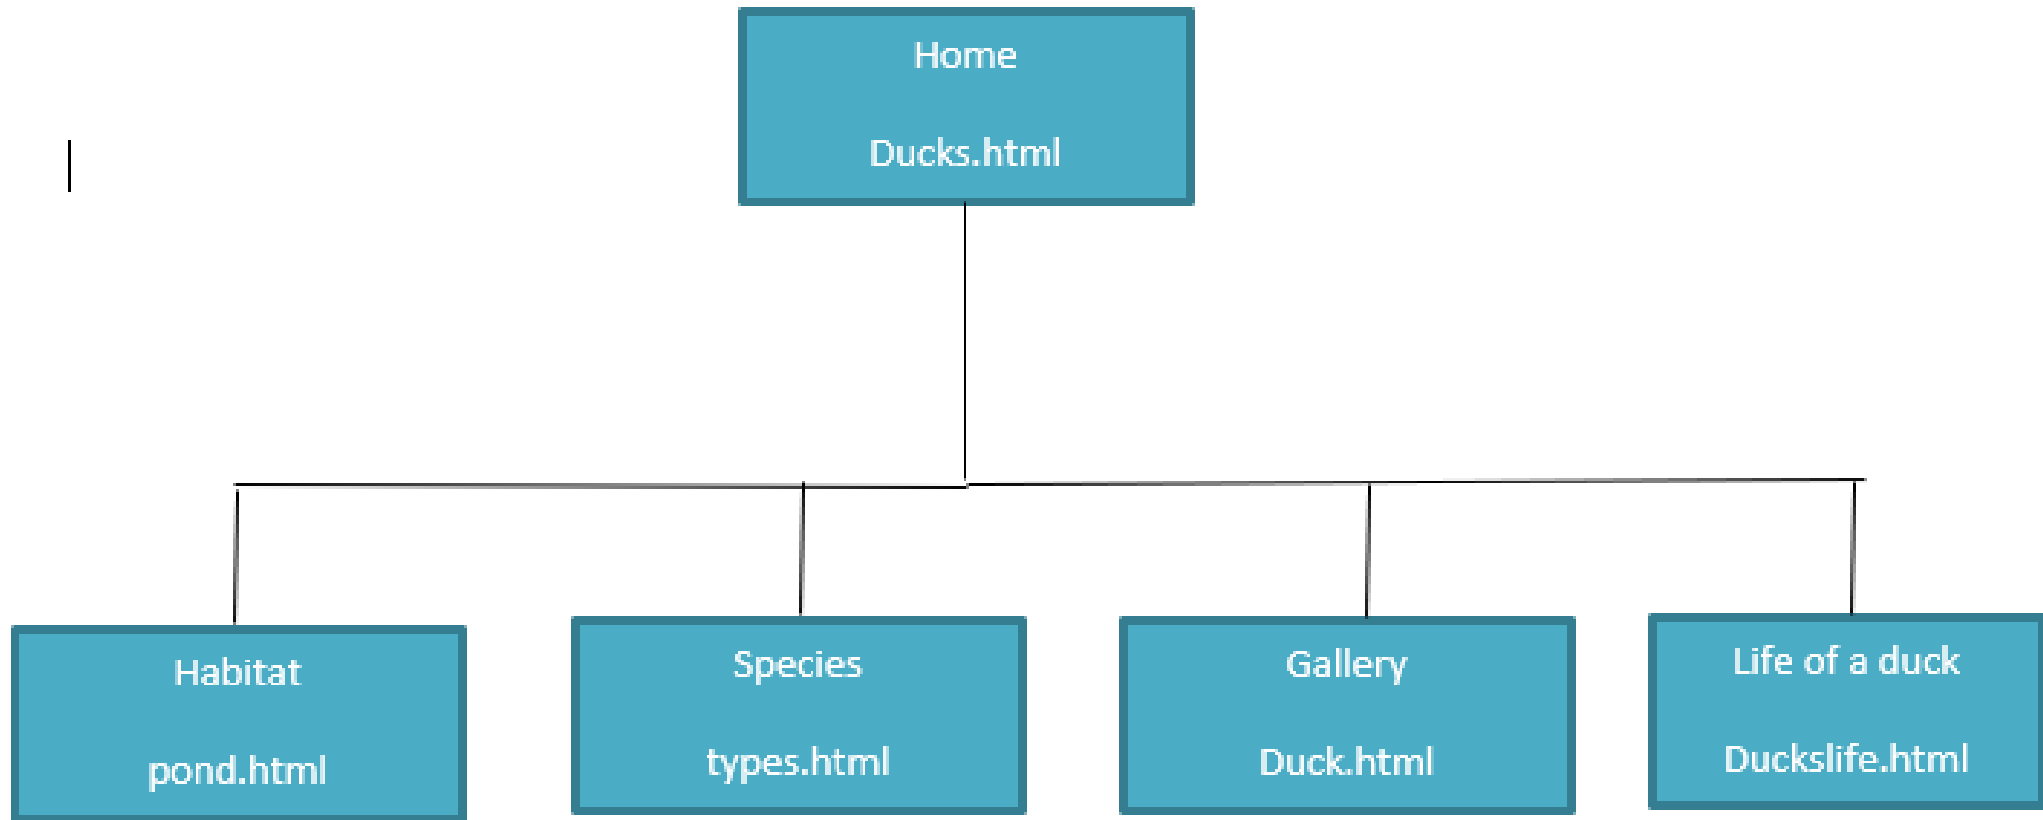 Home
Ducks.html
Habitat
pond.html
Species
types.html
Gallery
Duck.html
Life of a duck
Duckslife.html